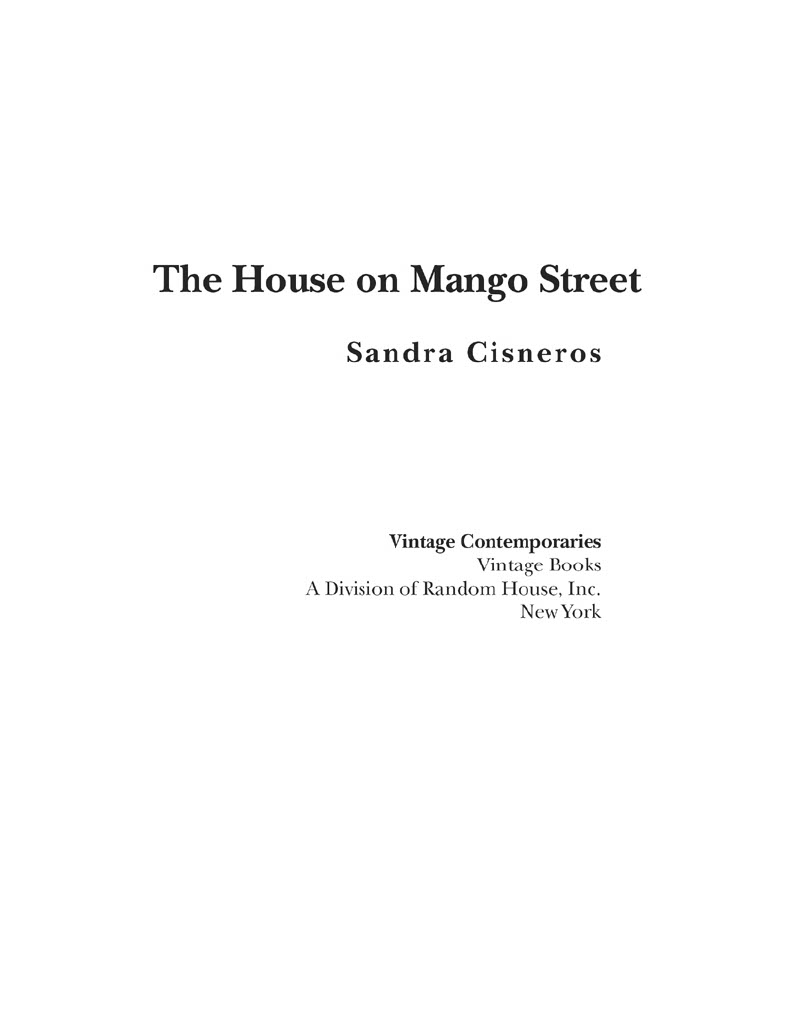 The House on Mango Street
Sandra Cisneros
Vintage Contemporaries
Vintage Books
A Division of Random House, Inc.
New York